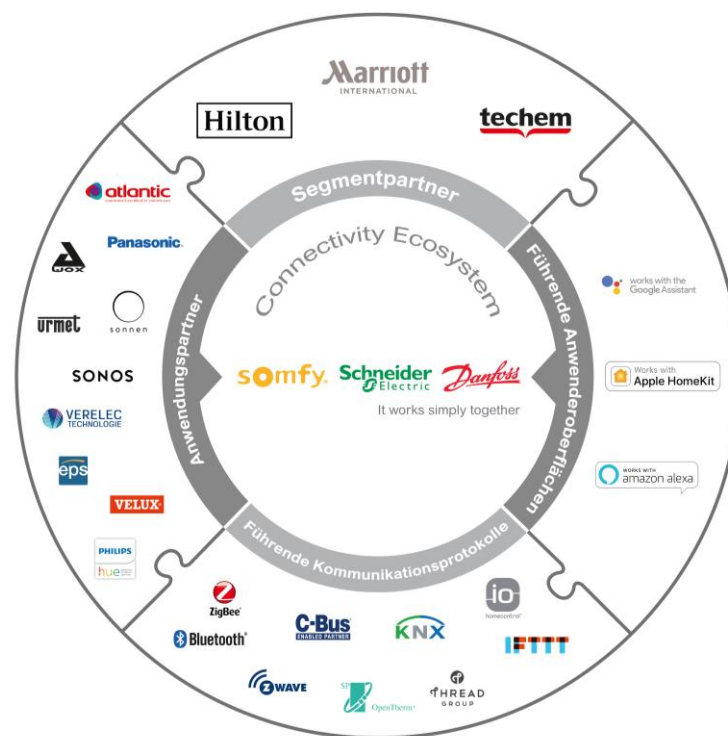 Marriott
INTERNATIONAL
Hilton
techem
Segmentpartner
Connectivity Ecosystem
atlantic
Panasonic
AWOX
urmet
sonnen
SONOS
VERELEC
TECHNOLOGIE
eps
VELUX®
PHILIPS
hue
Anwendungspartner
somfy®
Schneider
Electric
Danfoss
It works simply together
Führende Anwenderoberflächen
works with the
Google Assistant
Works with
Apple HomeKit
WORKS WITH
amazon alexa
Führende Kommunikationsprotokolle
ZigBee®
Bluetooth®
C-Bus
ENABLED PARTNER
KNX
io
homecontrol®
IFTTT
Z WAVE
OpenTherm
THREAD
GROUP